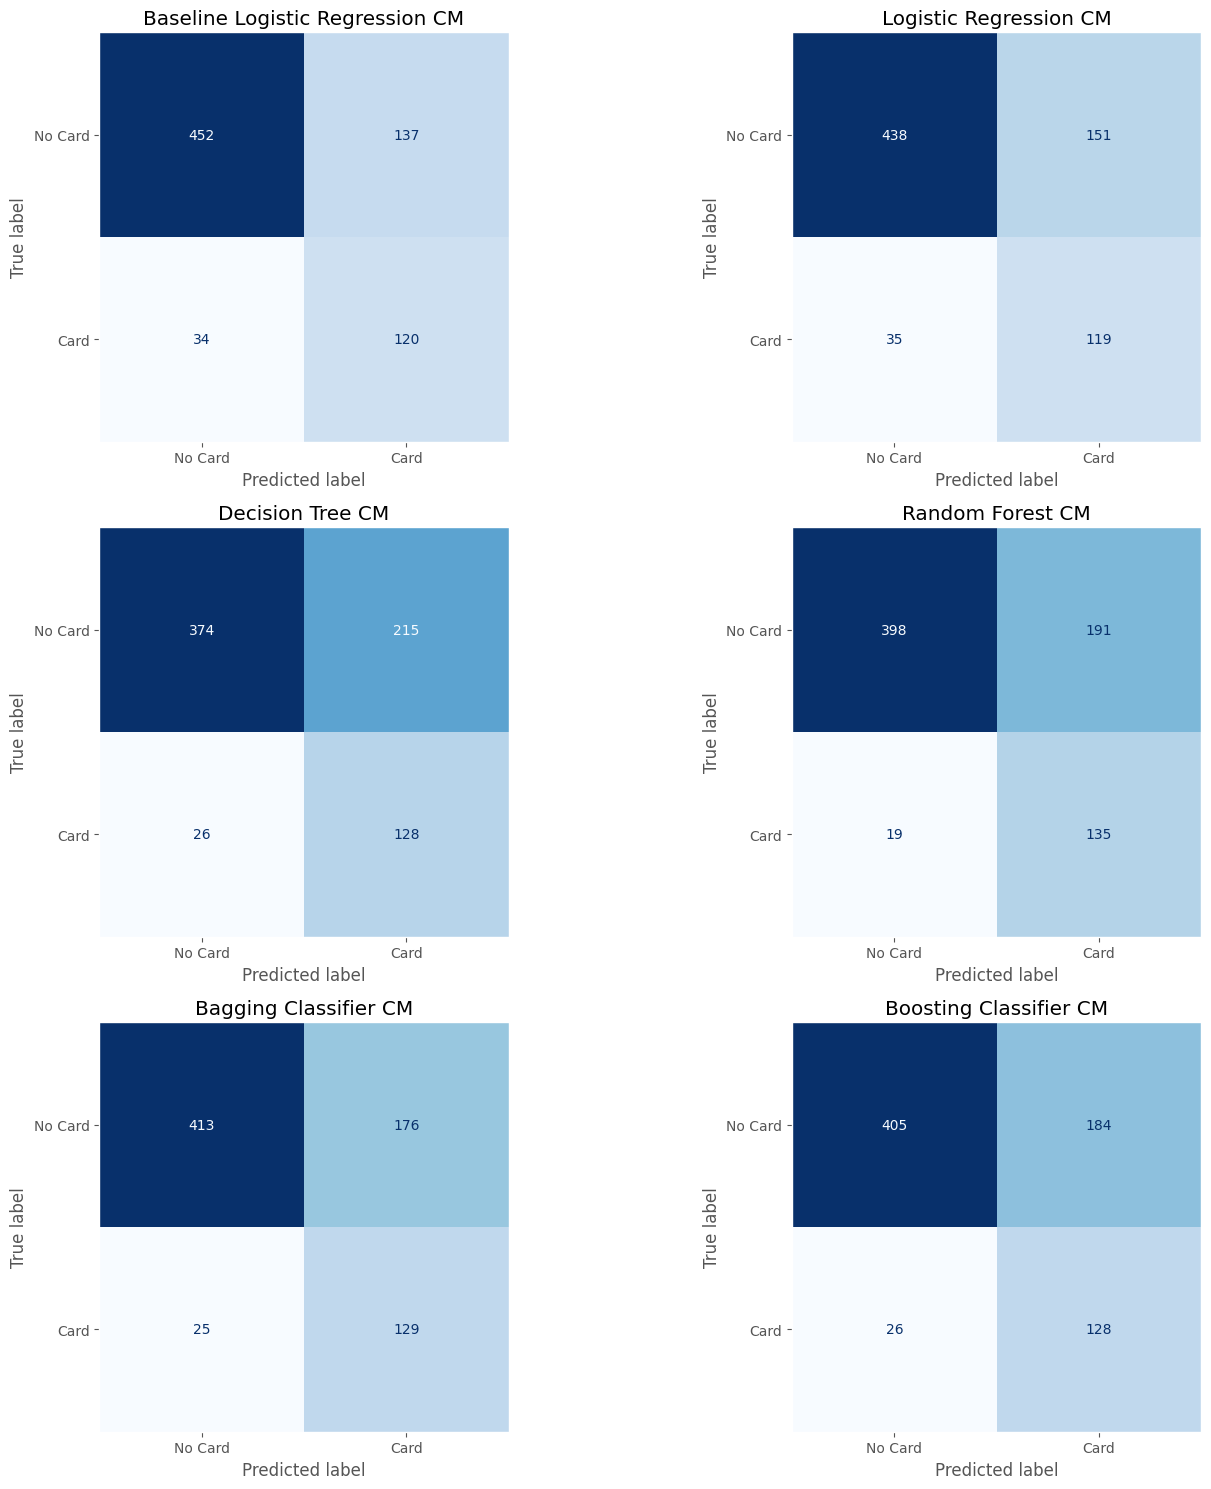 Baseline Logistic Regression CM
True label
No Card
452
137
Card
34
120
No Card
Card
Predicted label
Logistic Regression CM
True label
No Card
438
151
Card
35
119
No Card
Card
Predicted label
Decision Tree CM
True label
No Card
374
215
Card
26
128
No Card
Card
Predicted label
Random Forest CM
True label
No Card
398
191
Card
19
135
No Card
Card
Predicted label
Bagging Classifier CM
True label
No Card
413
176
Card
25
129
No Card
Card
Predicted label
Boosting Classifier CM
True label
No Card
405
184
Card
26
128
No Card
Card
Predicted label